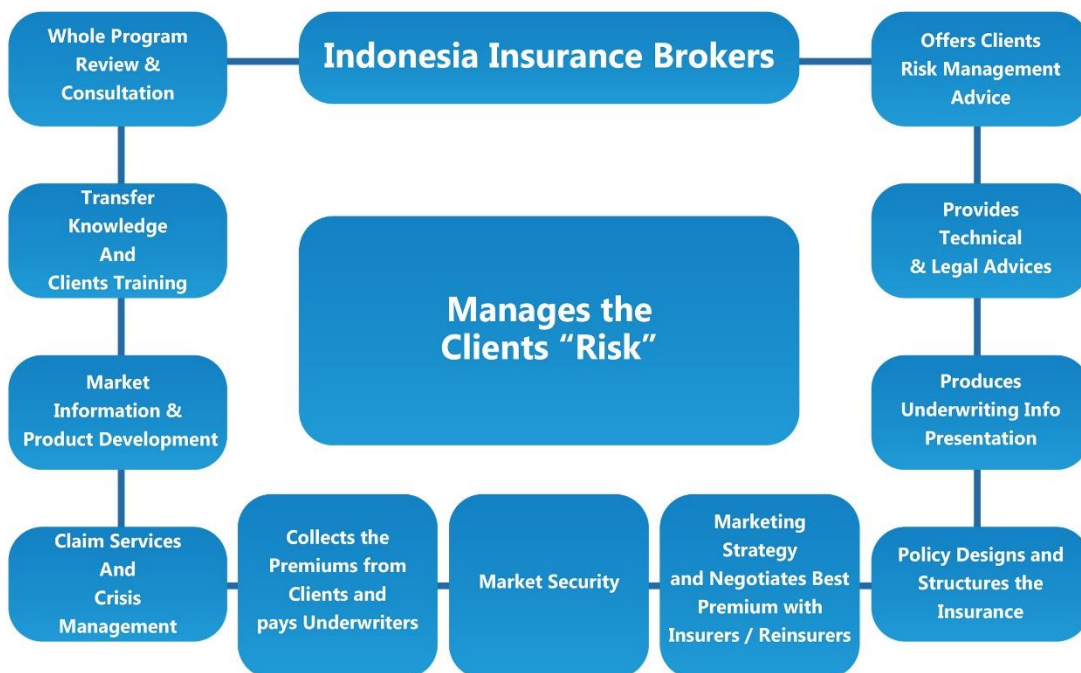 Whole Program
Review &
Consultation
Indonesia Insurance Brokers
Offers Clients
Risk Management
Advice
Transfer
Knowledge
And
Clients Training
Manages the
Clients “Risk”
Provides
Technical
& Legal Advices
Market
Information &
Product Development
Produces
Underwriting Info
Presentation
Claim Services
And
Crisis
Management
Collects the
Premiums from
Clients and
pays Underwriters
Market Security
Marketing
Strategy
and Negotiates Best
Premium with
Insurers / Reinsurers
Policy Designs and
Structures the
Insurance